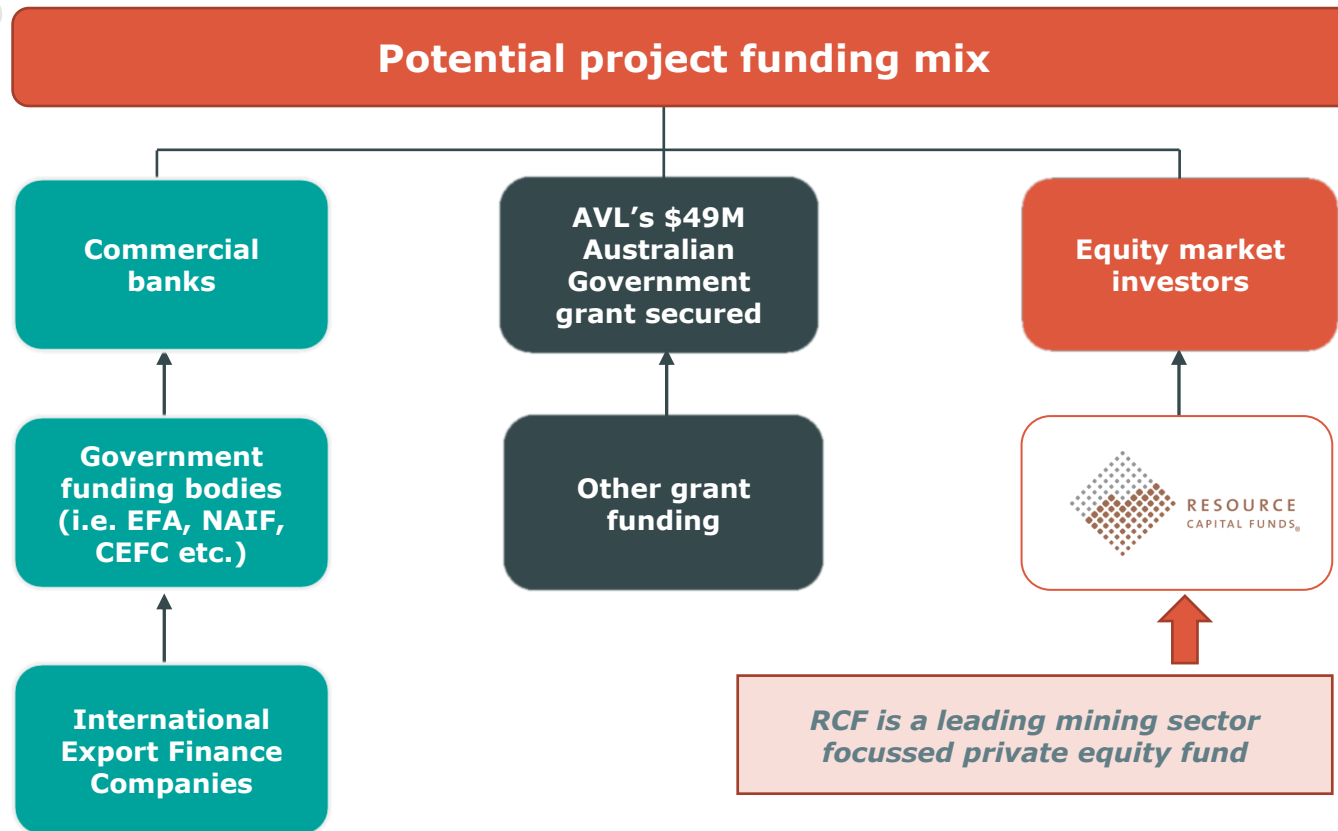 Potential project funding mix
Commercial
banks
AVL’s $49M
Australian
Government
grant secured
Equity market
investors
Government
funding bodies
(i.e. EFA, NAIF,
CEFC etc.)
Other grant
funding
RESOURCE
CAPITAL FUNDS®
International
Export Finance
Companies
RCF is a leading mining sector
focussed private equity fund